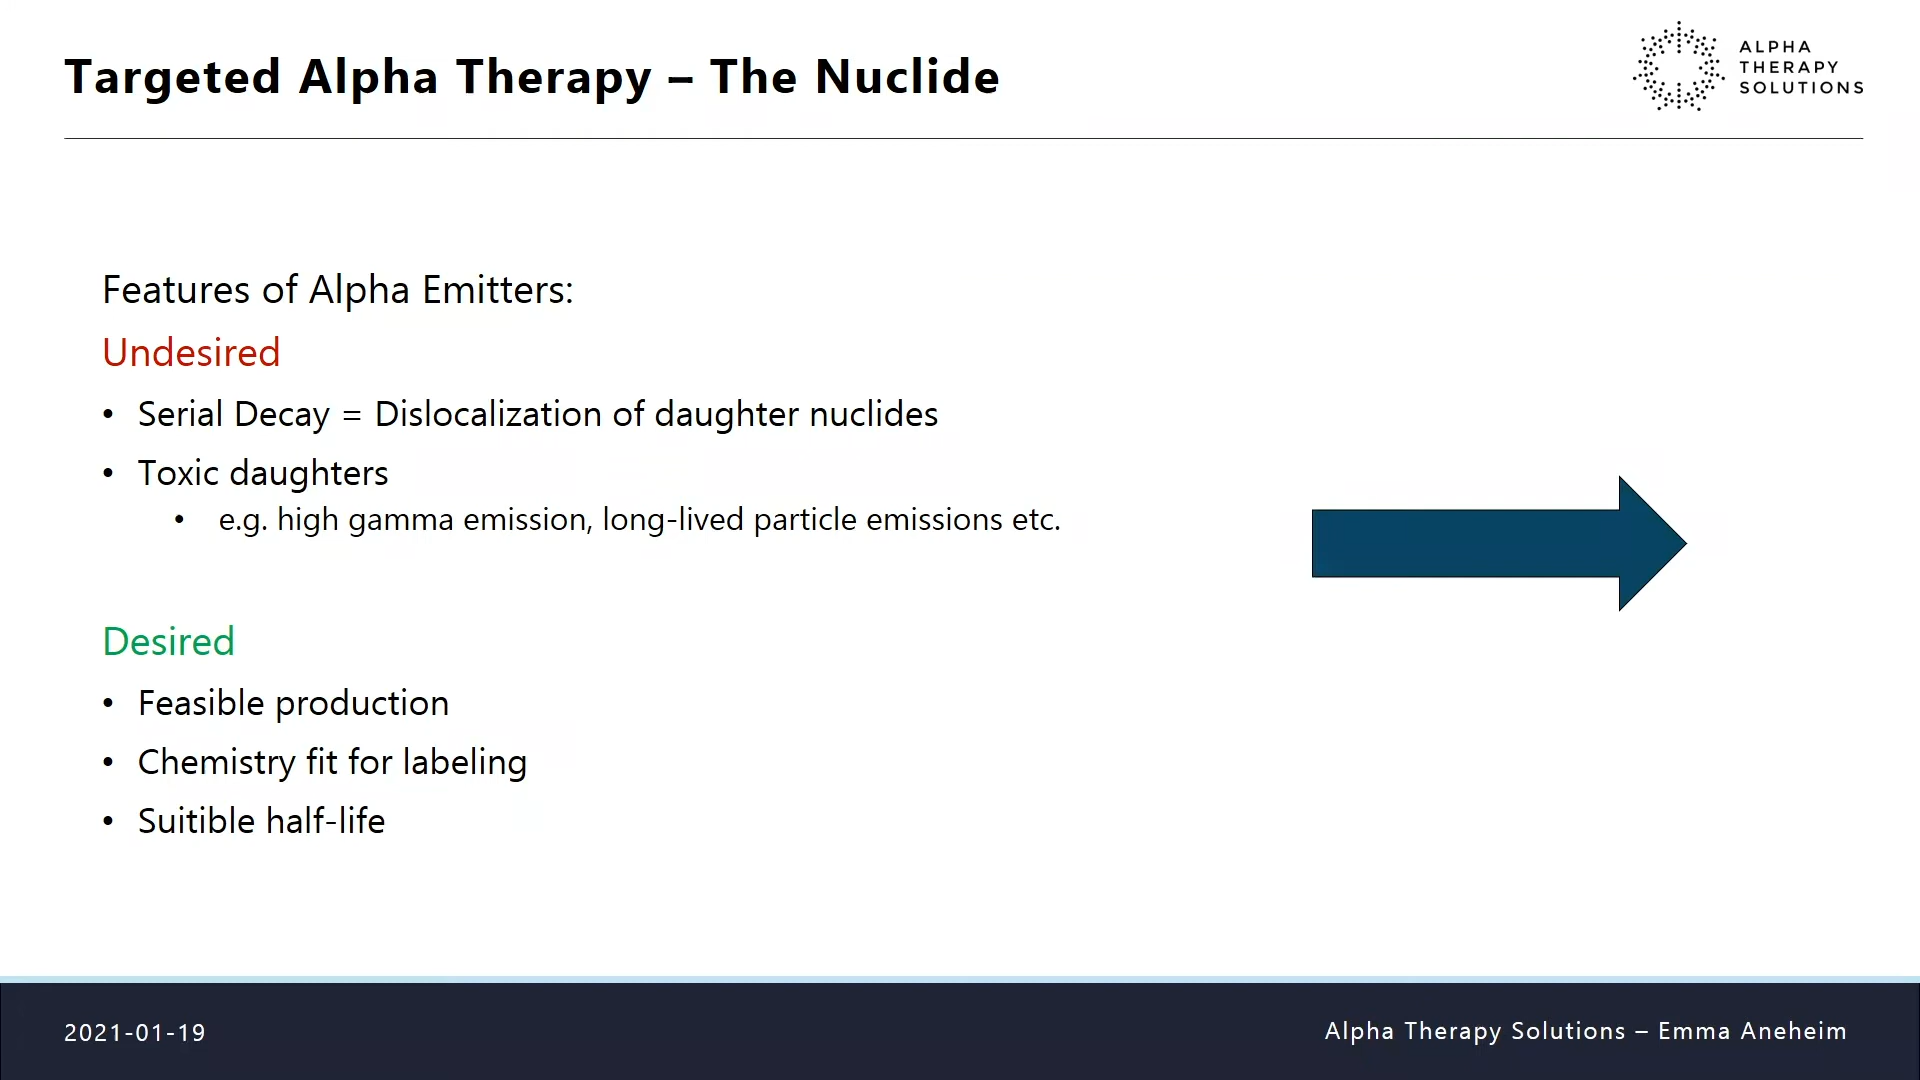 Targeted Alpha Therapy – The Nuclide
ALPHA
THERAPY
SOLUTIONS
Features of Alpha Emitters:
Undesired
• Serial Decay = Dislocalization of daughter nuclides
• Toxic daughters
• e.g. high gamma emission, long-lived particle emissions etc.
Desired
• Feasible production
• Chemistry fit for labeling
• Suitible half-life
2021-01-19
Alpha Therapy Solutions – Emma Aneheim